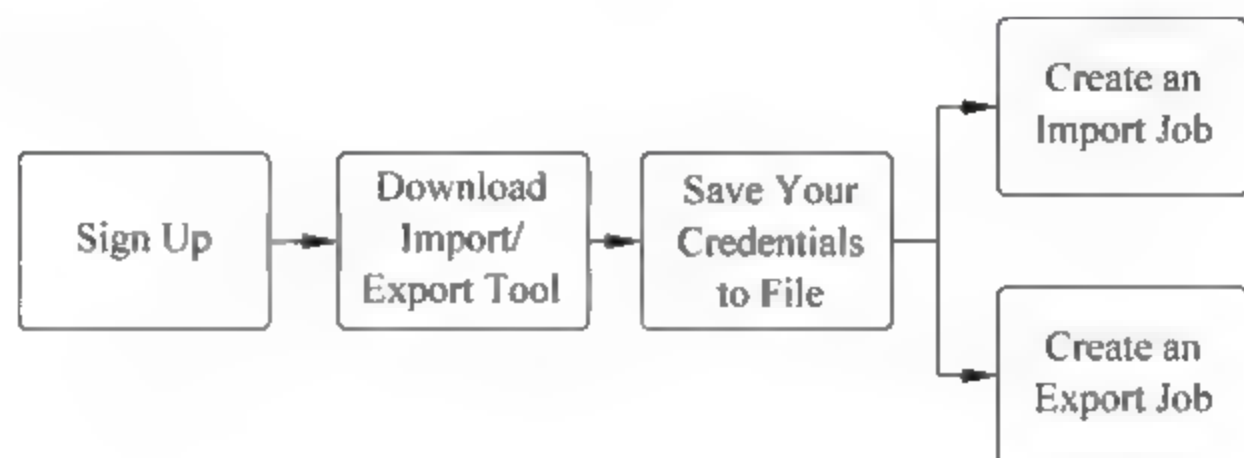 Sign Up
Download
Import/
Export Tool
Save Your
Credentials
to File
Create an
Import Job
Create an
Export Job